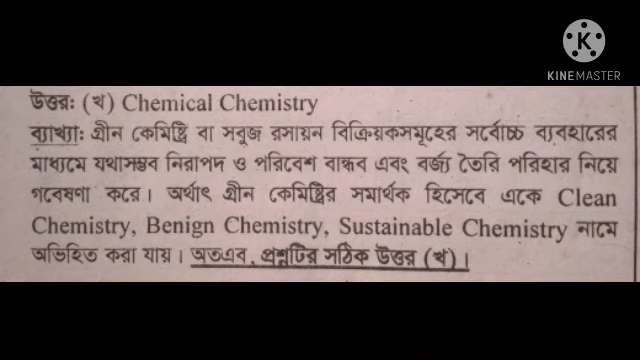 KINEMASTER
উত্তর: (খ) Chemical Chemistry
ব্যাখ্যা: গ্রীন কেমিষ্ট্রি বা সবুজ রসায়ন বিক্রিয়কসমূহের সর্বোচ্চ ব্যবহারের
মাধ্যমে যথাসম্ভব নিরাপদ ও পরিবেশ বান্ধব এবং বর্জ্য তৈরি পরিহার নিয়ে
গবেষণা করে। অর্থাৎ গ্রীন কেমিষ্ট্রির সমার্থক হিসেবে একে Clean
Chemistry, Benign Chemistry, Sustainable Chemistry নামে
অভিহিত করা যায়। অতএব, প্রশ্নটির সঠিক উত্তর (খ)।